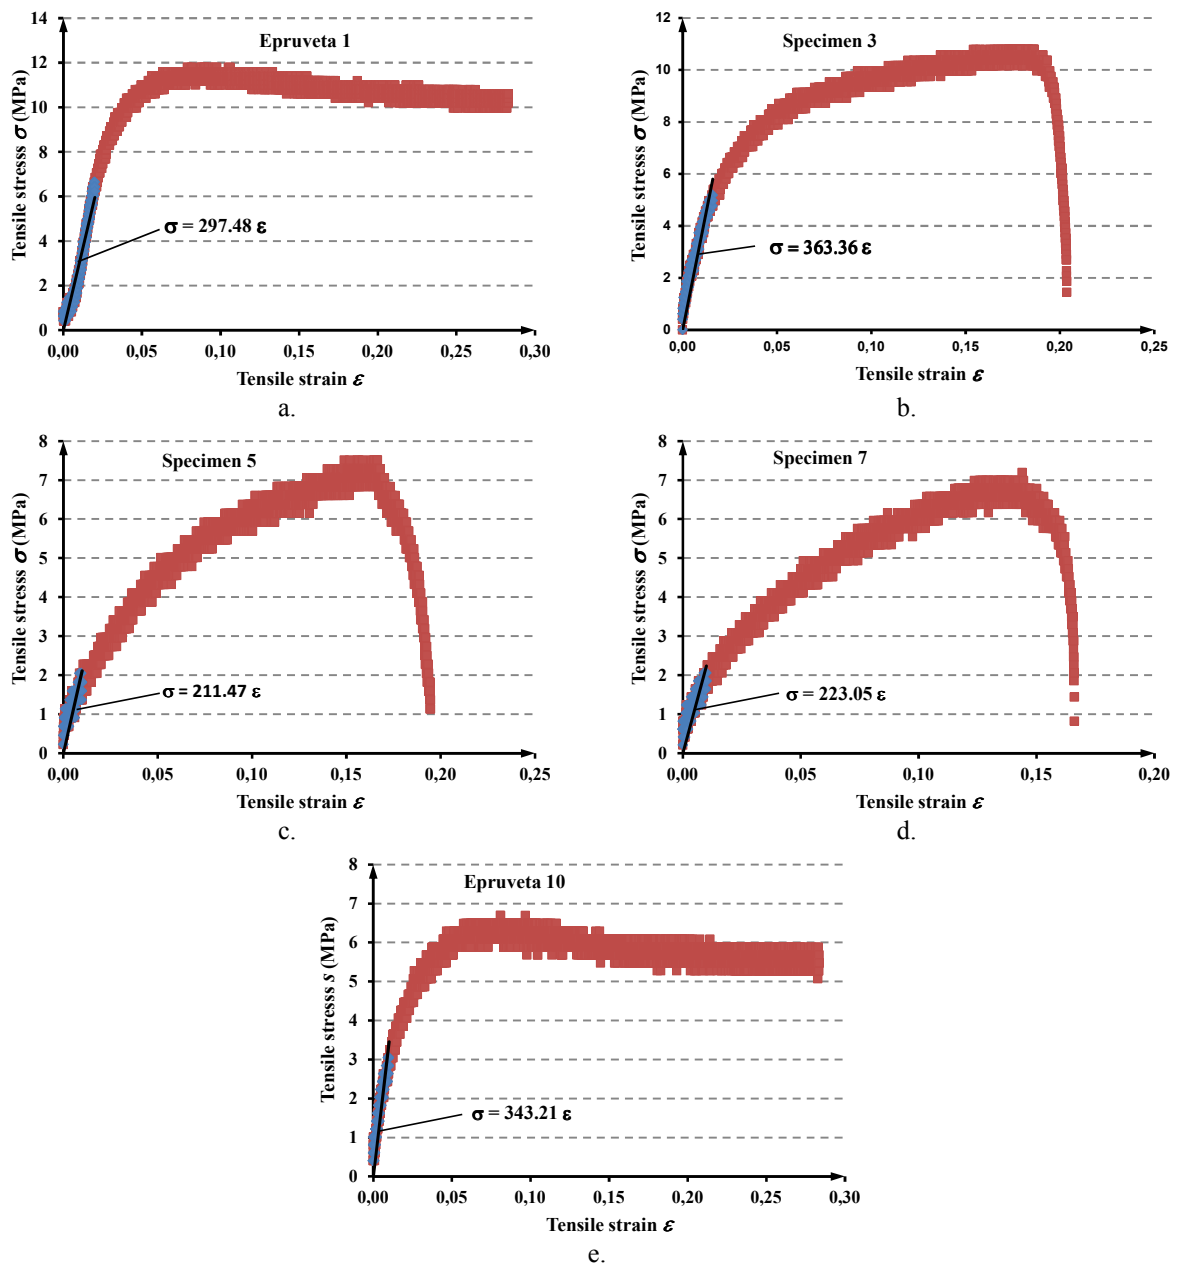 14
12
10
8
6
4
2
0
Tensile stresss σ (MPa)
Epruveta 1
σ = 297.48 ε
0,00 0,05 0,10 0,15 0,20 0,25 0,30
Tensile strain ε
a.
12
10
8
6
4
2
0
Tensile stresss σ (MPa)
Specimen 3
σ = 363.36 ε
0,00 0,05 0,10 0,15 0,20 0,25
Tensile strain ε
b.
8
7
6
5
4
3
2
1
0
Tensile stresss σ (MPa)
Specimen 5
σ = 211.47 ε
0,00 0,05 0,10 0,15 0,20 0,25
Tensile strain ε
c.
8
7
6
5
4
3
2
1
0
Tensile stresss σ (MPa)
Specimen 7
σ = 223.05 ε
0,00 0,05 0,10 0,15 0,20
Tensile strain ε
d.
8
7
6
5
4
3
2
1
0
Tensile stresss s (MPa)
Epruveta 10
σ = 343.21 ε
0,00 0,05 0,10 0,15 0,20 0,25 0,30
Tensile strain ε
e.